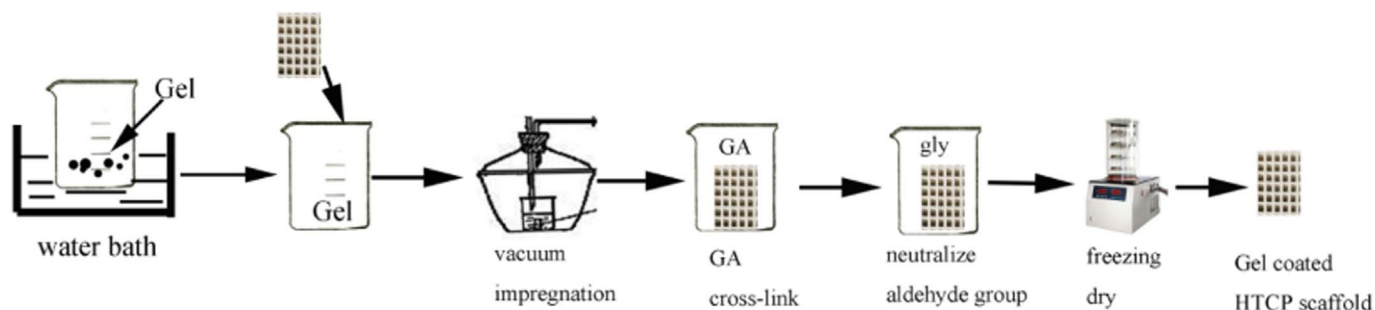 Gel
water bath
Gel
vacuum
impregnation
GA
GA
cross-link
gly
neutralize
aldehyde group
freezing
dry
Gel coated
HTCP scaffold